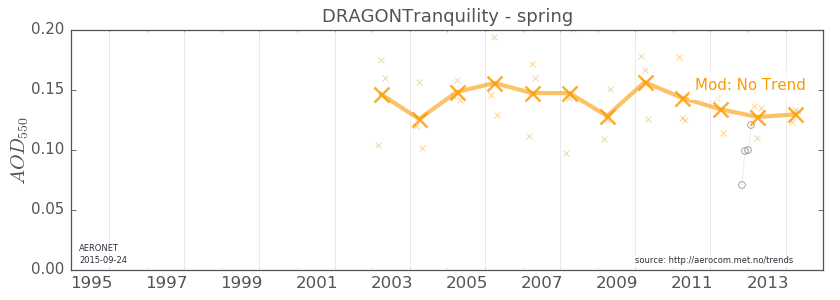 DRAGONTranquility - spring
0.20
0.15
0.10
0.05
0.00
AOD550
Mod: No Trend
AERONET
2015-09-24
source: http://aerocom.met.no/trends
1995 1997 1999 2001 2003 2005 2007 2009 2011 2013